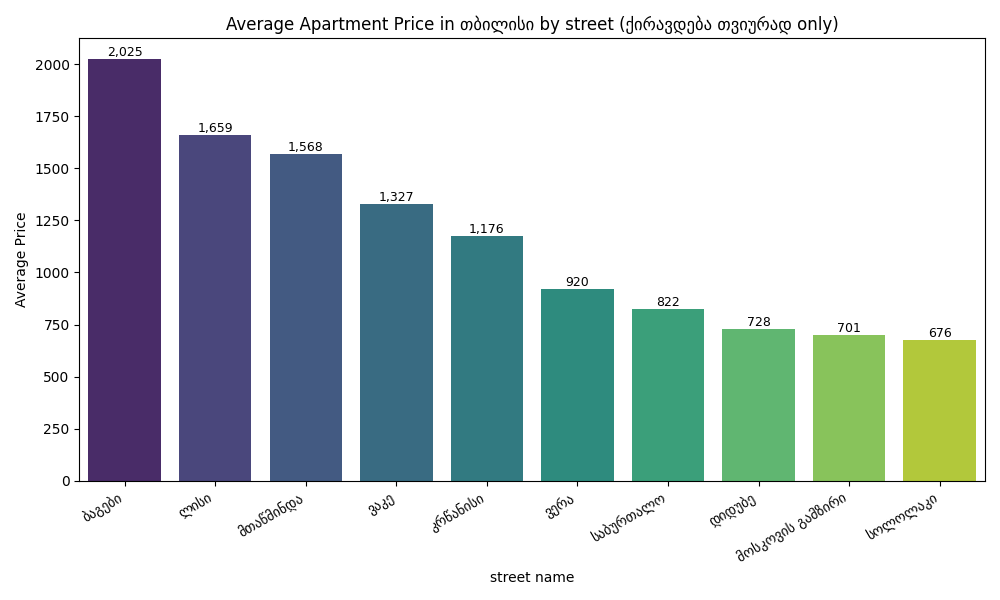 Average Apartment Price in თბილისი by street (ქირავდება თვიურად only)
Average Price
2000
1750
1500
1250
1000
750
500
250
0
2,025
1,659
1,568
1,327
1,176
920
822
728
701
676
ბაგები
ლისი
მთაწმინდა
ვაკე
კრწანისი
ვერა
საბურთალო
დიდუბე
მოსკოვის გამზირი
სოლოლაკი
street name